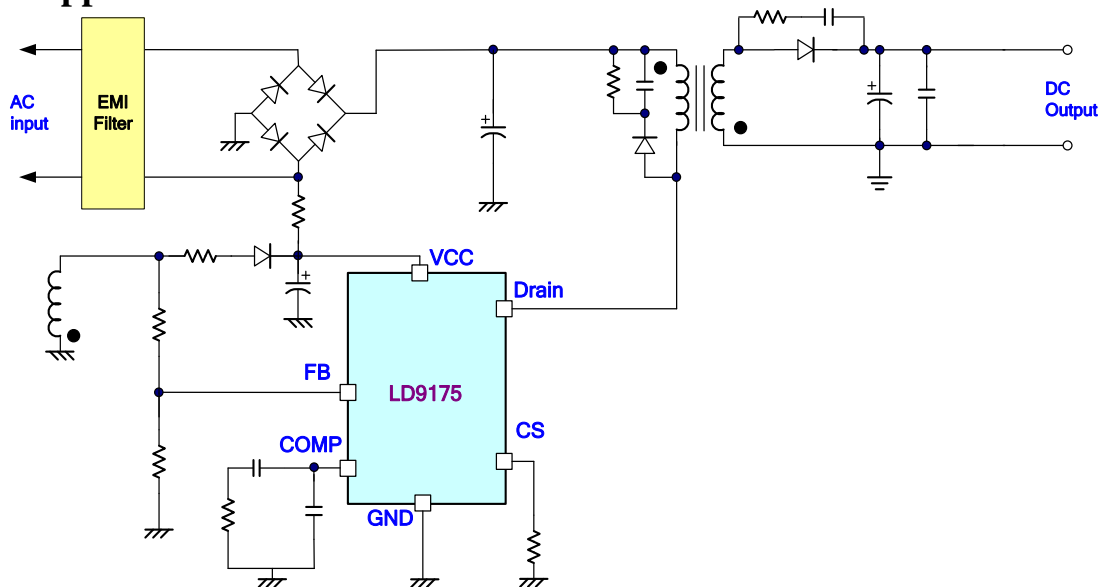 AC
input
EMI
Filter
DC
Output
+
+
VCC
+
Drain
FB
LD9175
CS
COMP
GND